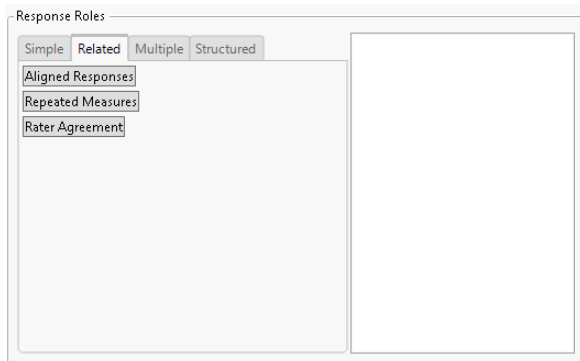 Response Roles
Simple Related Multiple Structured
Aligned Responses
Repeated Measures
Rater Agreement